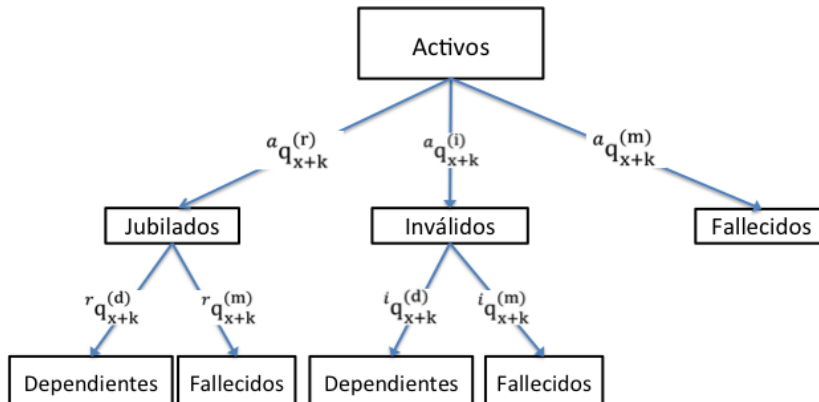 Activos
ᵃq₍ₓ₊ₖ₎^(r) ᵃq₍ₓ₊ₖ₎^(i) ᵃq₍ₓ₊ₖ₎^(m)
Jubilados Inválidos Fallecidos
ʳq₍ₓ₊ₖ₎^(d) ʳq₍ₓ₊ₖ₎^(m) ⁱq₍ₓ₊ₖ₎^(d) ⁱq₍ₓ₊ₖ₎^(m)
Dependientes Fallecidos Dependientes Fallecidos